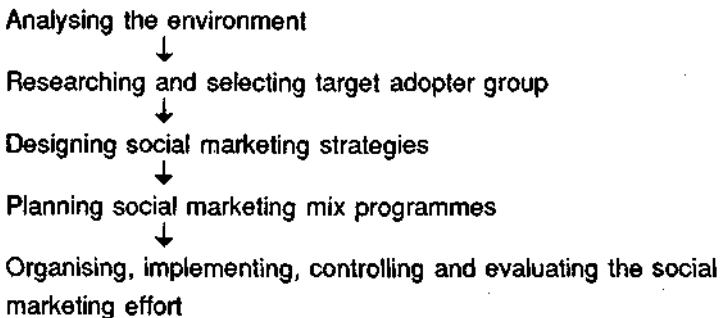 Analysing the environment
↓
Researching and selecting target adopter group
↓
Designing social marketing strategies
↓
Planning social marketing mix programmes
↓
Organising, implementing, controlling and evaluating the social
marketing effort